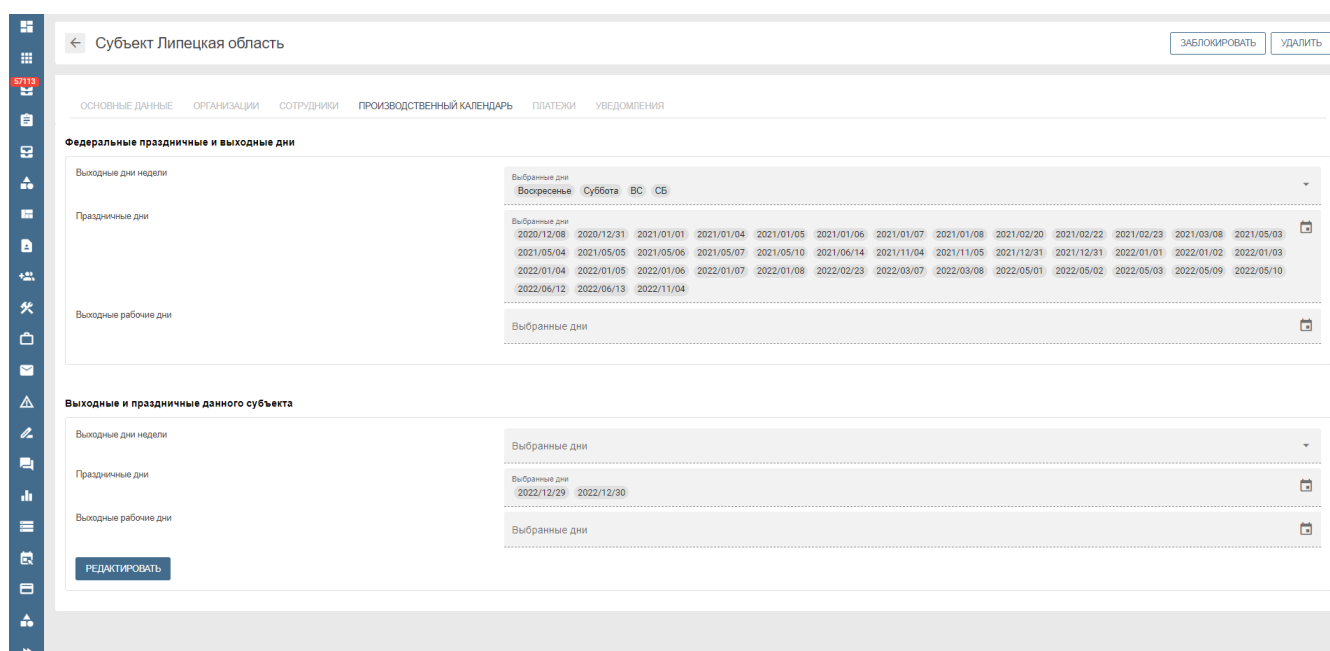 Субъект Липецкая область
ЗАБЛОКИРОВАТЬ УДАЛИТЬ
57113
ОСНОВНЫЕ ДАННЫЕ ОРГАНИЗАЦИИ СОТРУДНИКИ ПРОИЗВОДСТВЕННЫЙ КАЛЕНДАРЬ ПЛАТЕЖИ УВЕДОМЛЕНИЯ
Федеральные праздничные и выходные дни
Выходные дни недели
Выбранные дни
Воскресенье Суббота ВС СБ
Праздничные дни
Выбранные дни
2020/12/08 2020/12/31 2021/01/01 2021/01/04 2021/01/05 2021/01/06 2021/01/07 2021/01/08 2021/02/20 2021/02/22 2021/02/23 2021/03/08 2021/05/03
2021/05/04 2021/05/05 2021/05/06 2021/05/07 2021/05/10 2021/06/14 2021/11/04 2021/11/05 2021/12/31 2021/12/31 2022/01/01 2022/01/02 2022/01/03
2022/01/04 2022/01/05 2022/01/06 2022/01/07 2022/01/08 2022/02/23 2022/03/07 2022/03/08 2022/05/01 2022/05/02 2022/05/03 2022/05/09 2022/05/10
2022/06/12 2022/06/13 2022/11/04
Выходные рабочие дни
Выбранные дни
Выходные и праздничные данного субъекта
Выходные дни недели
Выбранные дни
Праздничные дни
Выбранные дни
2022/12/29 2022/12/30
Выходные рабочие дни
Выбранные дни
РЕДАКТИРОВАТЬ